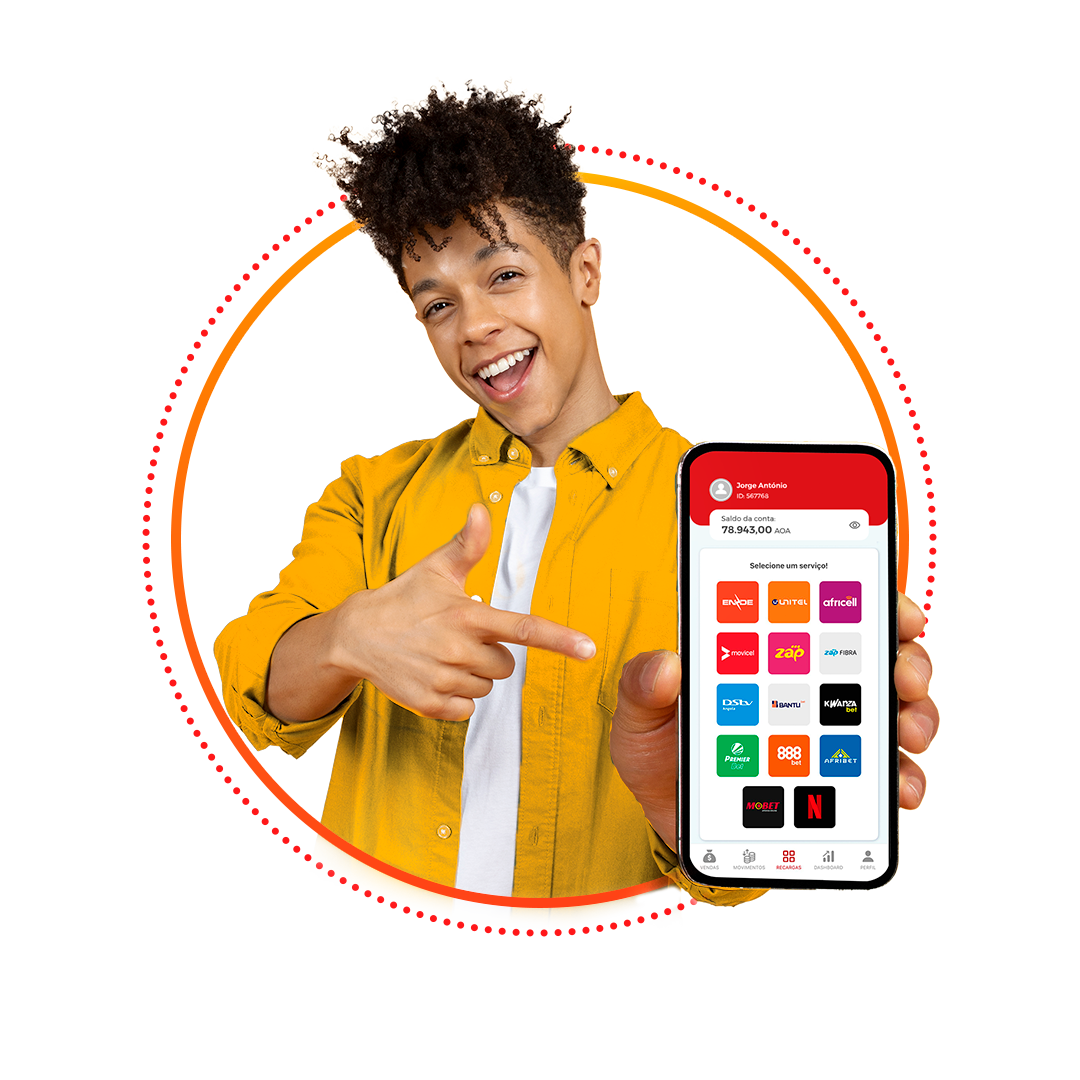 Jorge António
ID: 567768
Saldo da conta:
78.943,00 AOA
Selecione um serviço!
ENDE
UNITEL
africell
movicel
zap
zap FIBRA
DStv
Angola
BANTU
KWANZA
bet
PREMIER
888
bet
AFRIBET
MOBET
N
VENDAS
MOVIMENTOS
RECARGAS
DASHBOARD
PERFIL